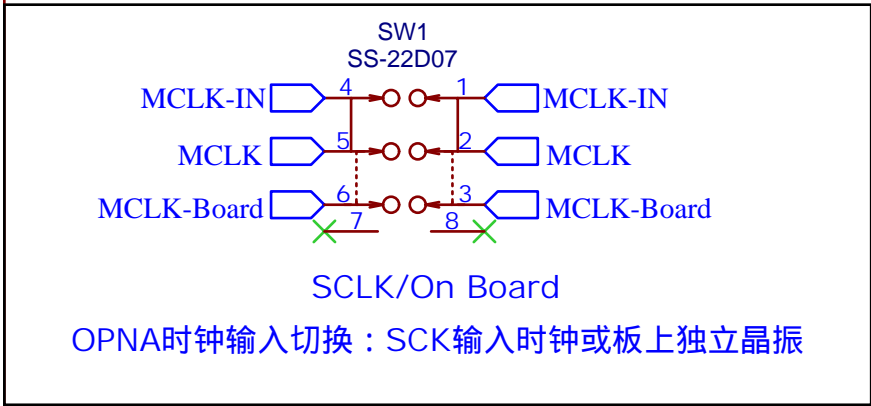 SW1
SS-22D07
MCLK-IN 4 1 MCLK-IN
MCLK 5 2 MCLK
MCLK-Board 6 3 MCLK-Board
7 8
SCLK/On Board
OPNA时钟输入切换：SCK输入时钟或板上独立晶振